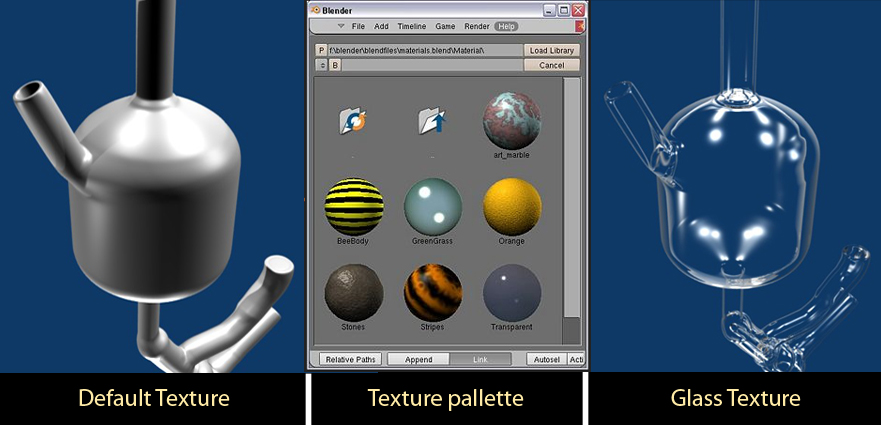 Blender
File Add Timeline Game Render Help
P f:\blender\blendfiles\materials.blend\Material\ Load Library
B Cancel
.
..
art_marble
BeeBody GreenGrass Orange
Stones Stripes Transparent
Relative Paths Append Link Autosel Acti
Default Texture Texture pallette Glass Texture